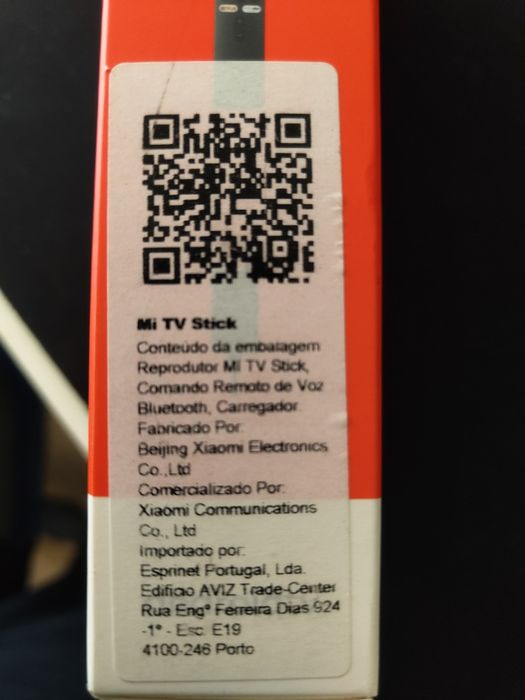 Mi TV Stick
Conteúdo da embalagem
Reprodutor MI TV Stick,
Comando Remoto de Voz
Bluetooth, Carregador.
Fabricado Por:
Beijing Xiaomi Electronics
Co.,Ltd
Comercializado Por:
Xiaomi Communications
Co., Ltd
Importado por:
Esprinet Portugal, Lda.
Edificio AVIZ Trade-Center
Rua Engº Ferreira Dias 924
-1° - Esc. E19
4100-246 Porto